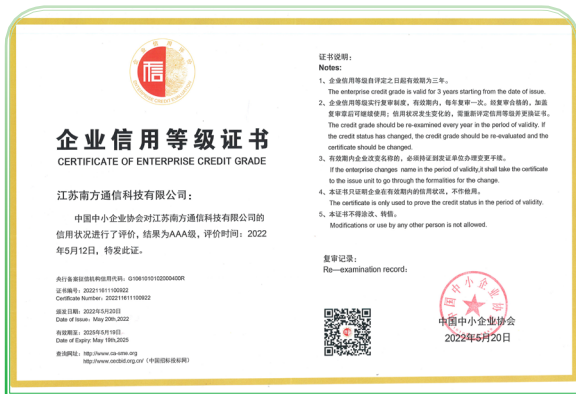 信
企业信用等级证书
CERTIFICATE OF ENTERPRISE CREDIT GRADE
江苏南方通信科技有限公司：
中国中小企业协会对江苏南方通信科技有限公司的
信用状况进行了评价，结果为AAA级，评价时间：2022
年5月12日，特发此证。
央行备案征信机构信用代码：G1061010102000400R
证书编号：202211611100922
Certificate Number：202211611100922
颁发日期：2022年5月20日
Date of Issue：May 20th,2022
有效期至：2025年5月19日
Date of Expiry: May 19th,2025
查询网址：http://www.ca-sme.org
http://www.cecbid.org.cn/（中国招标投标网）
证书说明：
Notes:
1、企业信用等级自评定之日起有效期为三年。
The enterprise credit grade is valid for 3 years starting from the date of issue.
2、企业信用等级实行复审制度，有效期内，每年复审一次。经复审合格的，加盖
复审章后可继续使用；信用状况发生变化的，需重新评定信用等级并更换证书。
The credit grade should be re-examined every year in the period of validity. If
the credit status has changed, the credit grade should be re-evaluated and the
certificate should be changed.
3、有效期内企业改变名称的，必须持证到发证单位办理变更手续。
If the enterprise changes name in the period of validity,it shall take the certificate
to the issue unit to go through the formalities for the change.
4、本证书只证明企业在有效期内的信用状况，不作他用。
The certificate is only used to prove the credit status in the period of validity.
5、本证书不得涂改、转借。
Modifications or use by any other person is not allowed.
复审记录：
Re—examination record:
中国中小企业协会
中国中小企业协会
2022年5月20日